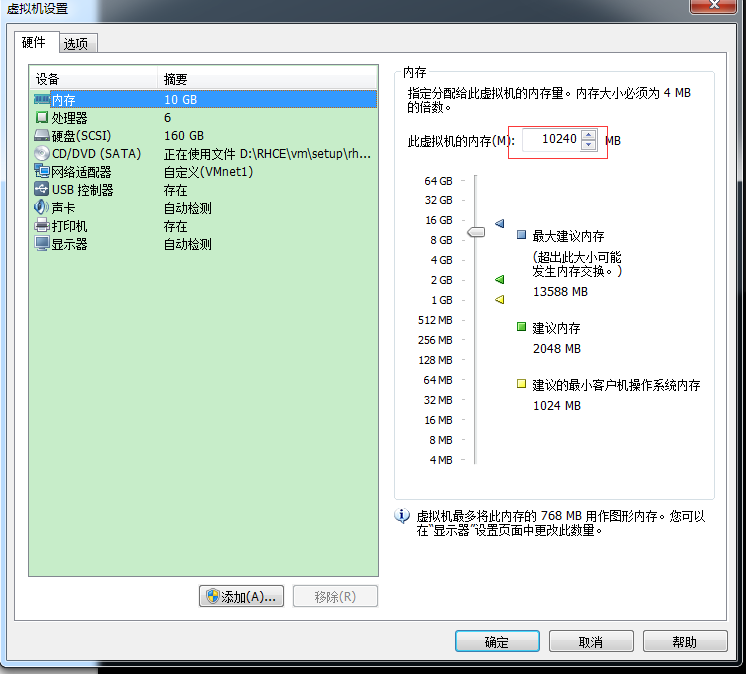 虚拟机设置
硬件 选项
设备 摘要
内存 10 GB
处理器 6
硬盘(SCSI) 160 GB
CD/DVD (SATA) 正在使用文件 D:\RHCE\vm\setup\rh...
网络适配器 自定义(VMnet1)
USB 控制器 存在
声卡 自动检测
打印机 存在
显示器 自动检测
添加(A)... 移除(R)
内存
指定分配给此虚拟机的内存量。内存大小必须为 4 MB
的倍数。
此虚拟机的内存(M): 10240 MB
64 GB
32 GB
16 GB
8 GB
4 GB
2 GB
1 GB
512 MB
256 MB
128 MB
64 MB
32 MB
16 MB
8 MB
4 MB
最大建议内存
(超出此大小可能
发生内存交换。)
13588 MB
建议内存
2048 MB
建议的最小客户机操作系统内存
1024 MB
虚拟机最多将此内存的 768 MB 用作图形内存。您可以
在“显示器”设置页面中更改此数量。
确定 取消 帮助